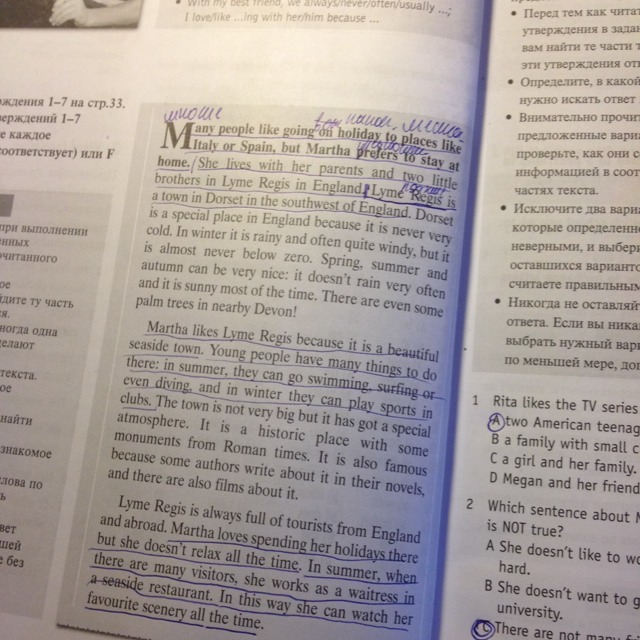 • With my best friend, we always/never/often/usually ...;
I love/like ...ing with her/him because ...
ждения 1–7 на стр.33.
верждений 1–7
е каждое
соответствует) или F
при выполнении
енных
очитанного
ое
йдите ту часть
я.
ногда одна
делают
текста.
ое
найти
знакомое
слова по
ь
вет
шей
е без
многие
Many people like going on holiday to places like
Italy or Spain, but Martha prefers to stay at
home. She lives with her parents and two little
brothers in Lyme Regis in England. Lyme Regis is
a town in Dorset in the southwest of England. Dorset
is a special place in England because it is never very
cold. In winter it is rainy and often quite windy, but it
is almost never below zero. Spring, summer and
autumn can be very nice: it doesn't rain very often
and it is sunny most of the time. There are even some
palm trees in nearby Devon!
Martha likes Lyme Regis because it is a beautiful
seaside town. Young people have many things to do
there: in summer, they can go swimming, surfing or
even diving, and in winter they can play sports in
clubs. The town is not very big but it has got a special
atmosphere. It is a historic place with some
monuments from Roman times. It is also famous
because some authors write about it in their novels,
and there are also films about it.
Lyme Regis is always full of tourists from England
and abroad. Martha loves spending her holidays there
but she doesn't relax all the time. In summer, when
there are many visitors, she works as a waitress in
a seaside restaurant. In this way she can watch her
favourite scenery all the time.
• Перед тем как читат
утверждения в задан
вам найти те части т
эти утверждения отн
• Определите, в какой
нужно искать ответ
• Внимательно прочит
предложенные вариа
проверьте, как они со
информацией в соот
частях текста.
• Исключите два вариа
которые определенно
неверными, и выбери
оставшихся варианто
считаете правильным
• Никогда не оставляй
ответа. Если вы ника
выбрать нужный вари
по меньшей мере, дог
1 Rita likes the TV series
A two American teenag
B a family with small c
C a girl and her family.
D Megan and her friend
2 Which sentence about M
is NOT true?
A She doesn't like to wo
hard.
B She doesn't want to g
university.
C There are not many f